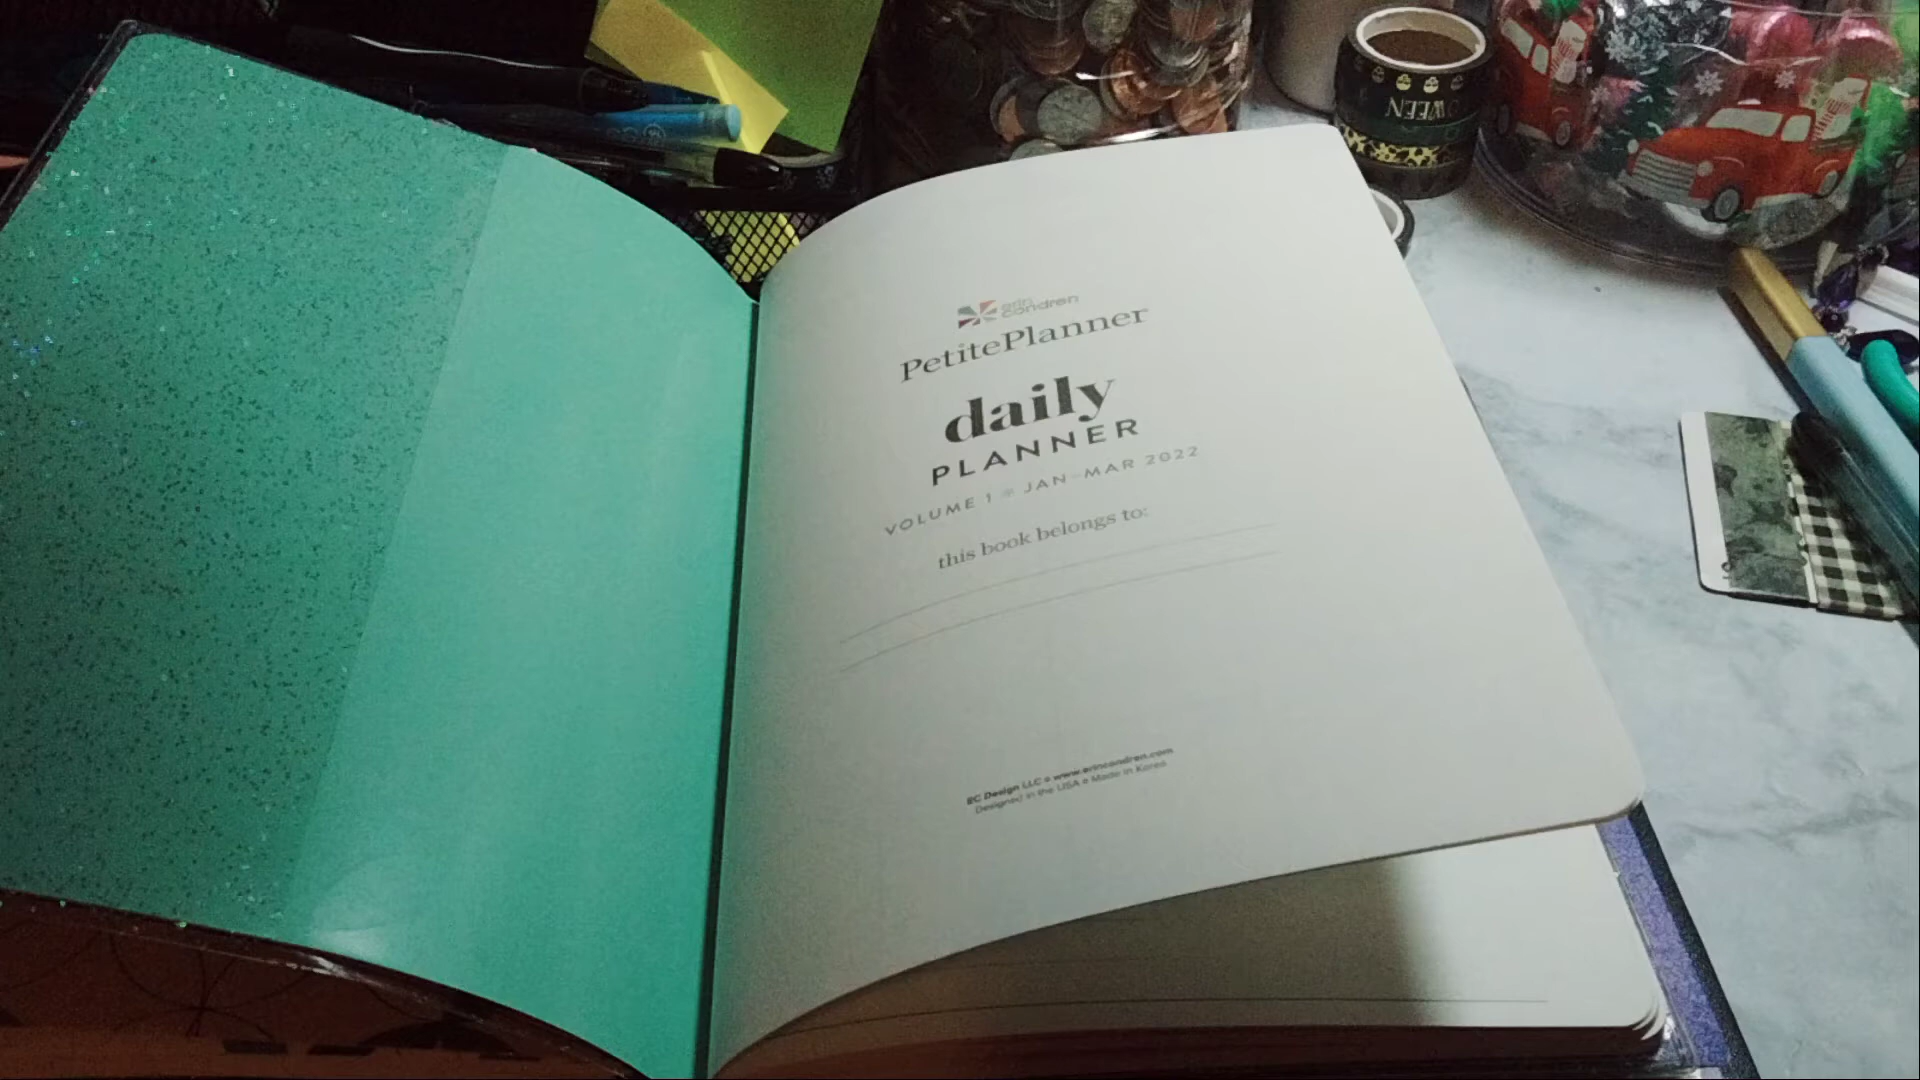 erin
condren
PetitePlanner
daily
PLANNER
VOLUME 1 * JAN-MAR 2022
this book belongs to:
EC Design LLC • www.erincondren.com
Designed in the USA • Made in Korea
WEEN